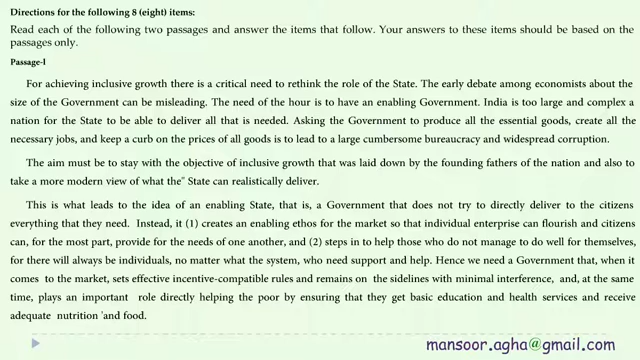 Directions for the following 8 (eight) items:
Read each of the following two passages and answer the items that follow. Your answers to these items should be based on the
passages only.
Passage-I
For achieving inclusive growth there is a critical need to rethink the role of the State. The early debate among economists about the
size of the Government can be misleading. The need of the hour is to have an enabling Government. India is too large and complex a
nation for the State to be able to deliver all that is needed. Asking the Government to produce all the essential goods, create all the
necessary jobs, and keep a curb on the prices of all goods is to lead to a large cumbersome bureaucracy and widespread corruption.
The aim must be to stay with the objective of inclusive growth that was laid down by the founding fathers of the nation and also to
take a more modern view of what the" State can realistically deliver.
This is what leads to the idea of an enabling State, that is, a Government that does not try to directly deliver to the citizens
everything that they need. Instead, it (1) creates an enabling ethos for the market so that individual enterprise can flourish and citizens
can, for the most part, provide for the needs of one another, and (2) steps in to help those who do not manage to do well for themselves,
for there will always be individuals, no matter what the system, who need support and help. Hence we need a Government that, when it
comes to the market, sets effective incentive-compatible rules and remains on the sidelines with minimal interference, and, at the same
time, plays an important role directly helping the poor by ensuring that they get basic education and health services and receive
adequate nutrition 'and food.
mansoor.agha@gmail.com